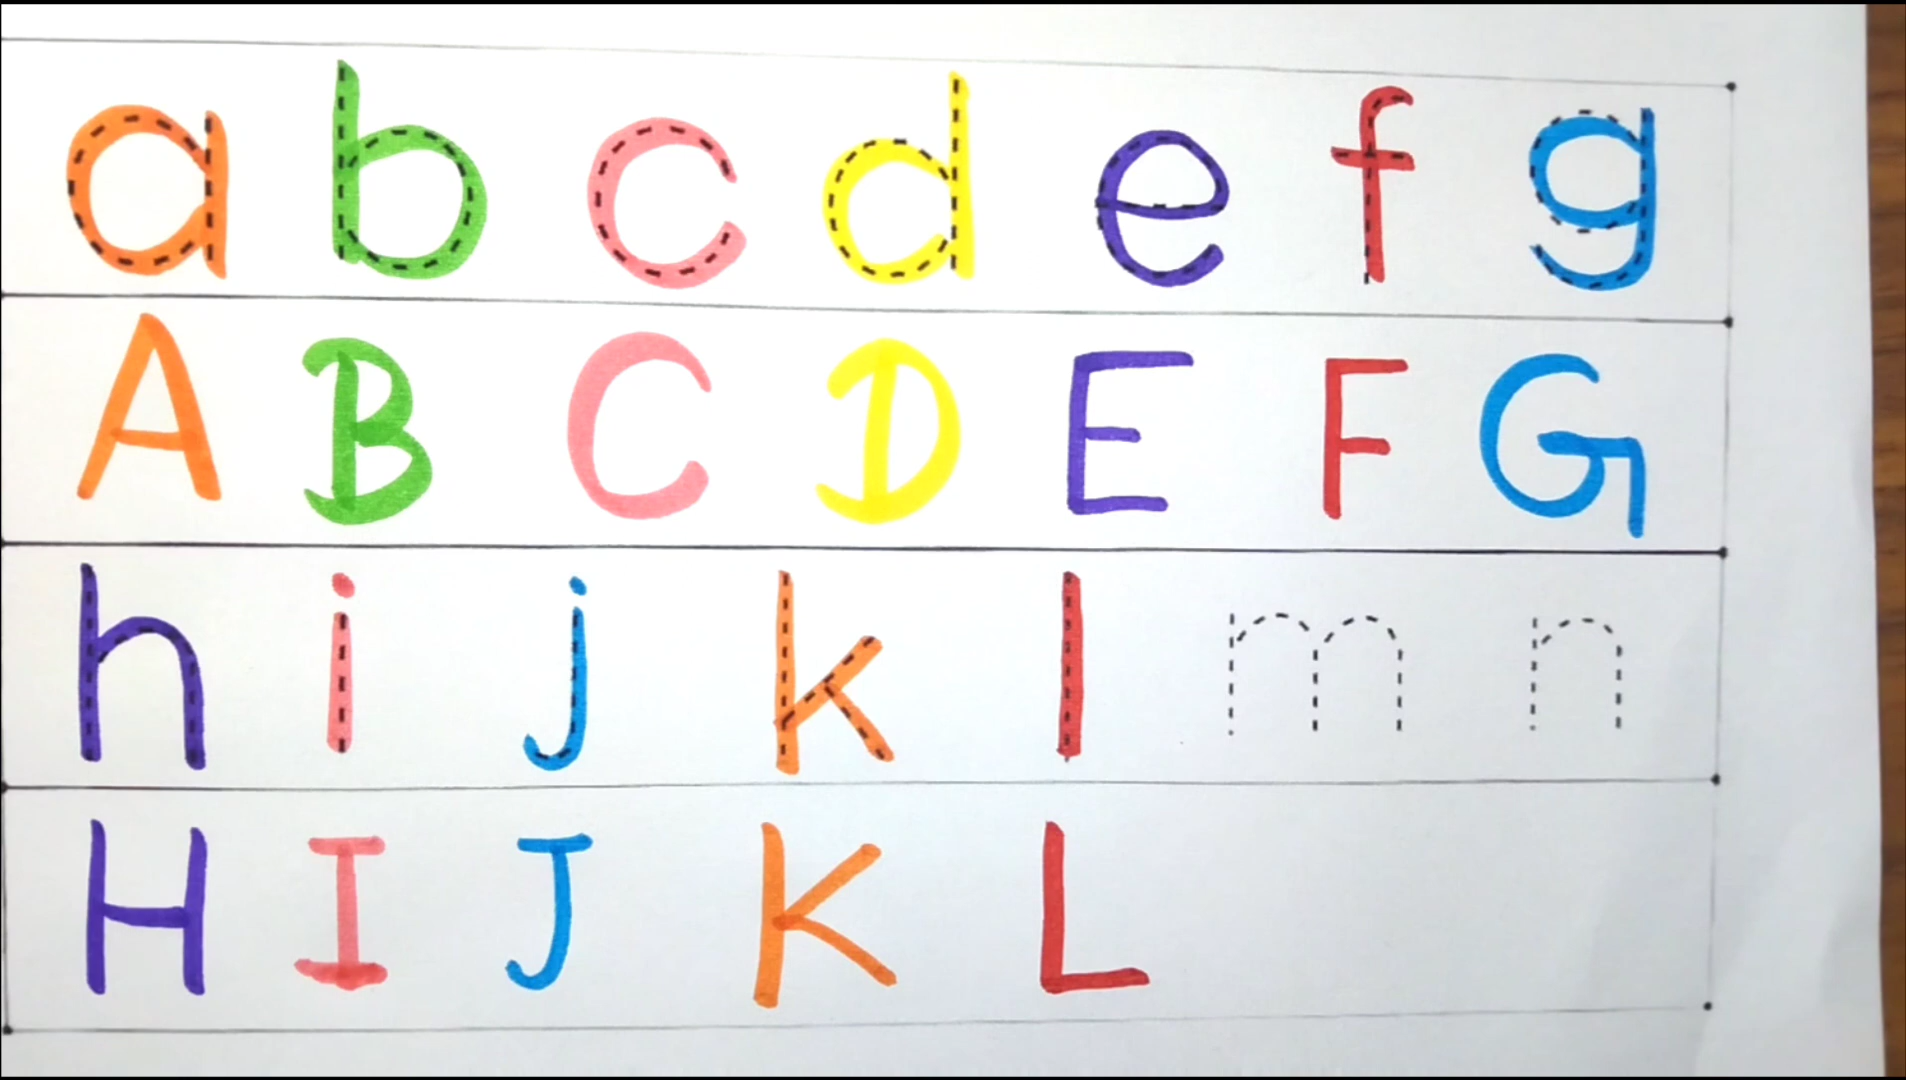 a b c d e f g
A B C D E F G
h i j k l m n
H I J K L